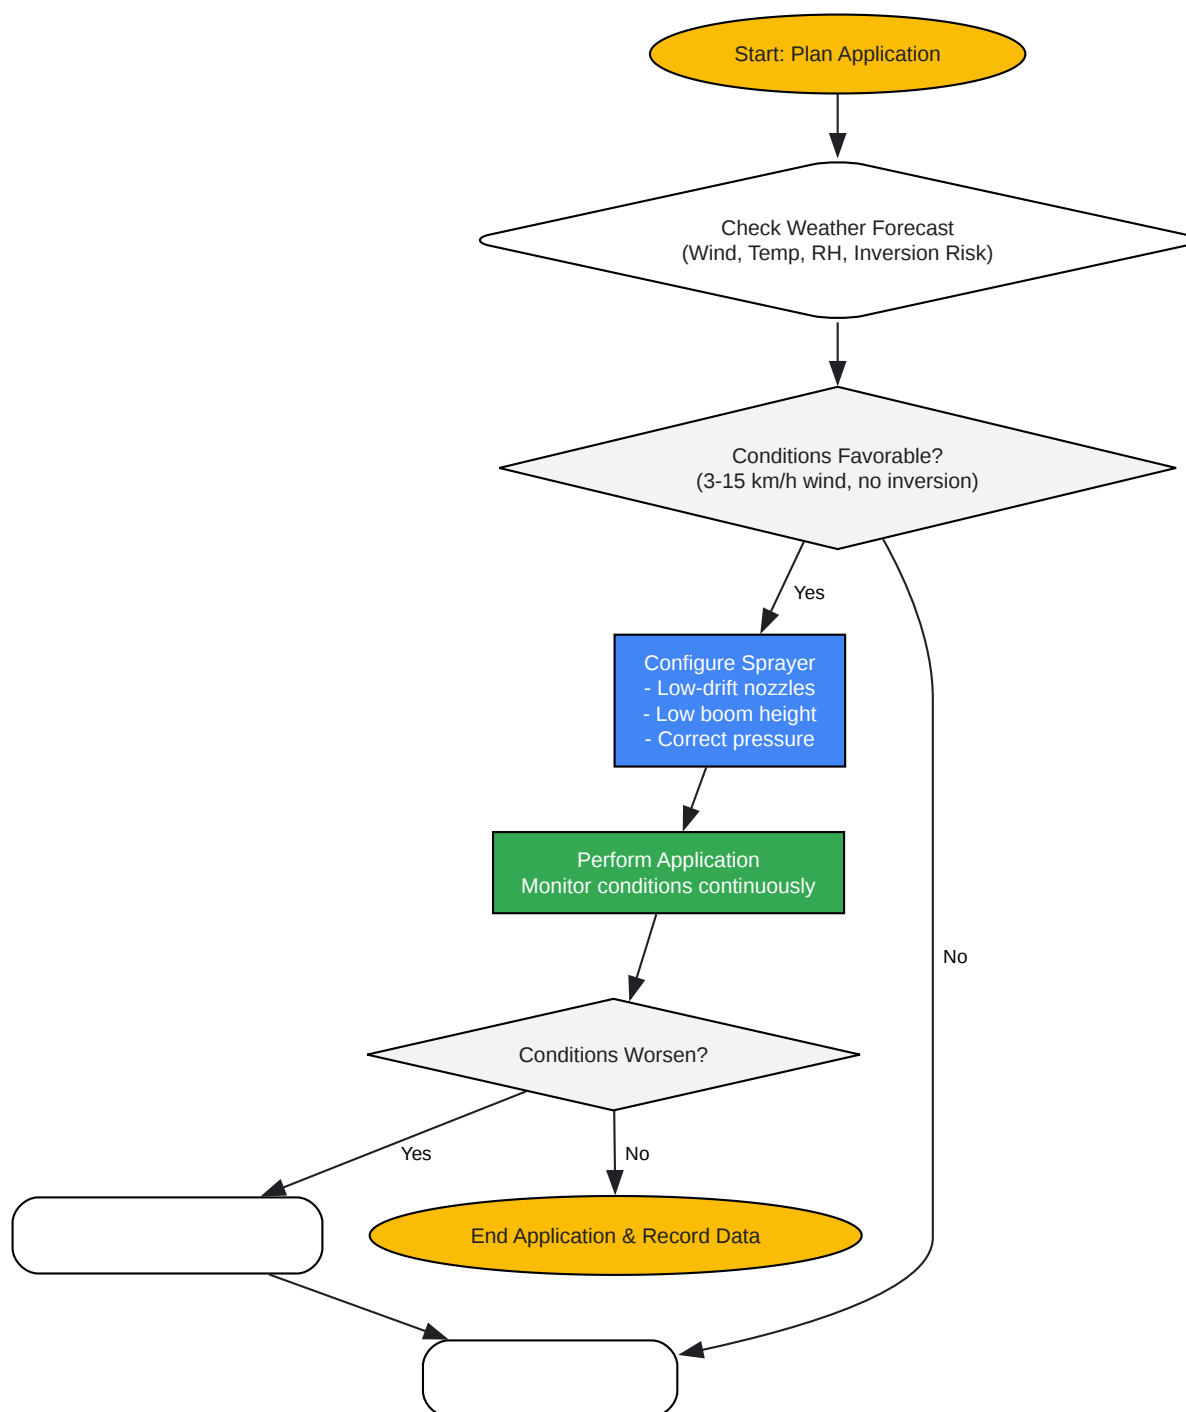 Start: Plan Application
Check Weather Forecast
(Wind, Temp, RH, Inversion Risk)
Conditions Favorable?
(3-15 km/h wind, no inversion)
Yes
Configure Sprayer
- Low-drift nozzles
- Low boom height
- Correct pressure
Perform Application
Monitor conditions continuously
No
Conditions Worsen?
Yes
No
End Application & Record Data